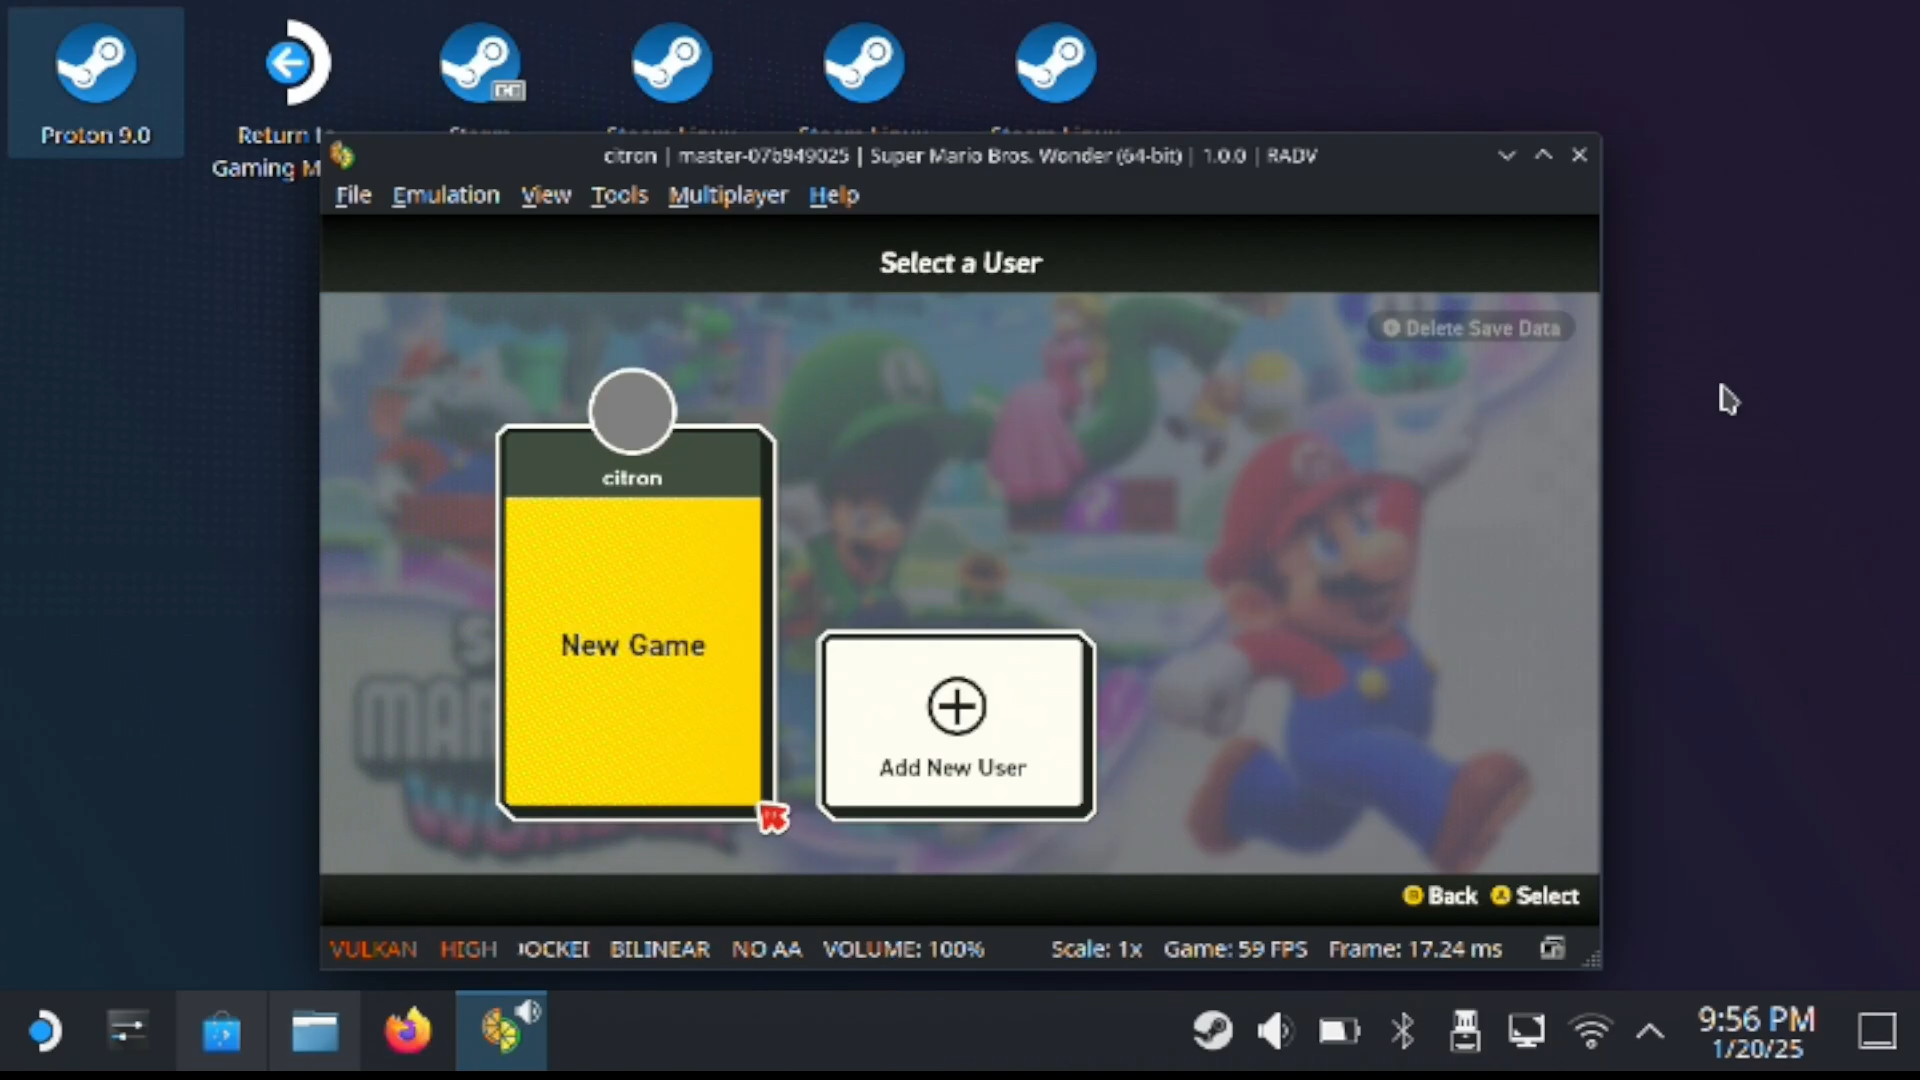 Proton 9.0
Return
Gaming M
citron | master-07b949025 | Super Mario Bros. Wonder (64-bit) | 1.0.0 | RADV
File Emulation View Tools Multiplayer Help
Select a User
Delete Save Data
citron
New Game
Add New User
Back Select
VULKAN HIGH BILINEAR NO AA VOLUME: 100% Scale: 1x Game: 59 FPS Frame: 17.24 ms
9:56 PM
1/20/25